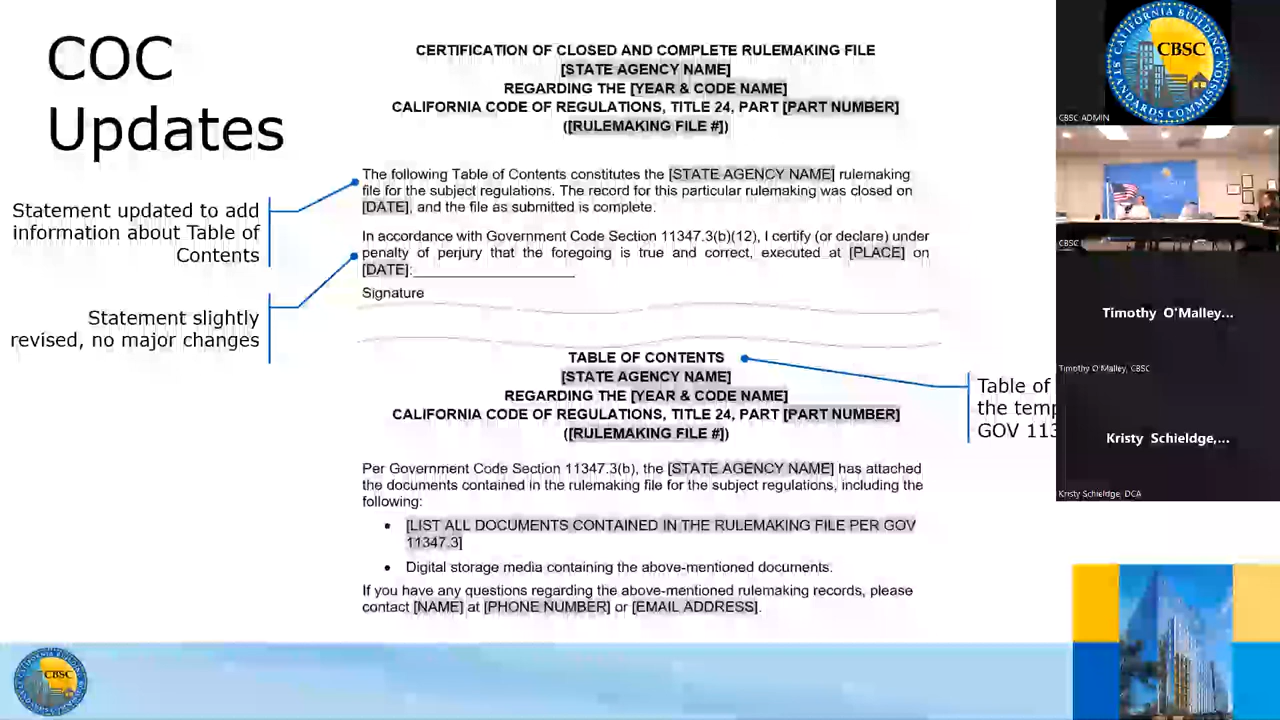 COC
Updates
Statement updated to add
information about Table of
Contents
Statement slightly
revised, no major changes
CERTIFICATION OF CLOSED AND COMPLETE RULEMAKING FILE
[STATE AGENCY NAME]
REGARDING THE [YEAR & CODE NAME]
CALIFORNIA CODE OF REGULATIONS, TITLE 24, PART [PART NUMBER]
([RULEMAKING FILE #])
The following Table of Contents constitutes the [STATE AGENCY NAME] rulemaking
file for the subject regulations. The record for this particular rulemaking was closed on
[DATE], and the file as submitted is complete.
In accordance with Government Code Section 11347.3(b)(12), I certify (or declare) under
penalty of perjury that the foregoing is true and correct, executed at [PLACE] on
[DATE]:____________________
Signature
TABLE OF CONTENTS
[STATE AGENCY NAME]
REGARDING THE [YEAR & CODE NAME]
CALIFORNIA CODE OF REGULATIONS, TITLE 24, PART [PART NUMBER]
([RULEMAKING FILE #])
Per Government Code Section 11347.3(b), the [STATE AGENCY NAME] has attached
the documents contained in the rulemaking file for the subject regulations, including the
following:
• [LIST ALL DOCUMENTS CONTAINED IN THE RULEMAKING FILE PER GOV
11347.3]
• Digital storage media containing the above-mentioned documents.
If you have any questions regarding the above-mentioned rulemaking records, please
contact [NAME] at [PHONE NUMBER] or [EMAIL ADDRESS].
Table of
the temp
GOV 113
CALIFORNIA BUILDING
STANDARDS COMMISSION
CBSC
CBSC ADMIN
CBSC
Timothy O'Malley...
Timothy O'Malley, CBSC
Kristy Schieldge,...
Kristy Schieldge, DCA
CBSC